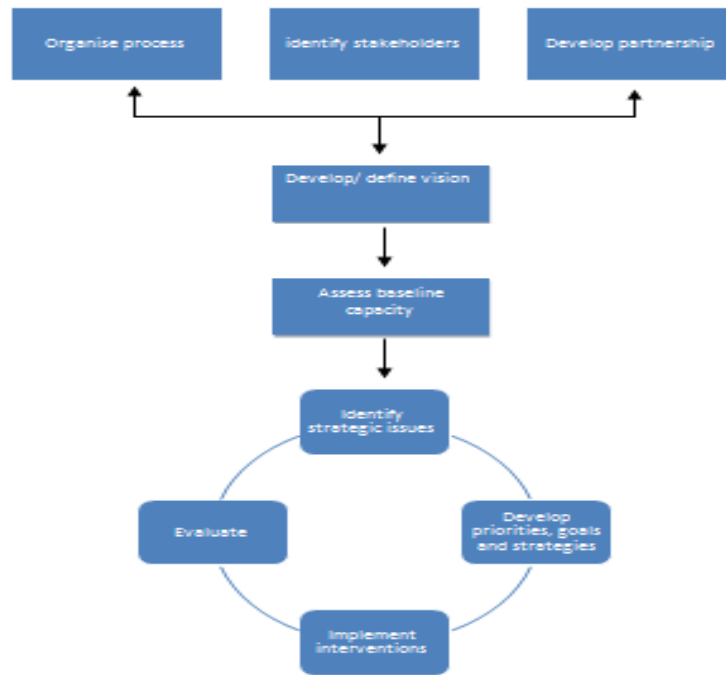 Organise process
identify stakeholders
Develop partnership
Develop/ define vision
Assess baseline
capacity
Identify
strategic issues
Evaluate
Develop
priorities, goals
and strategies
Implement
interventions